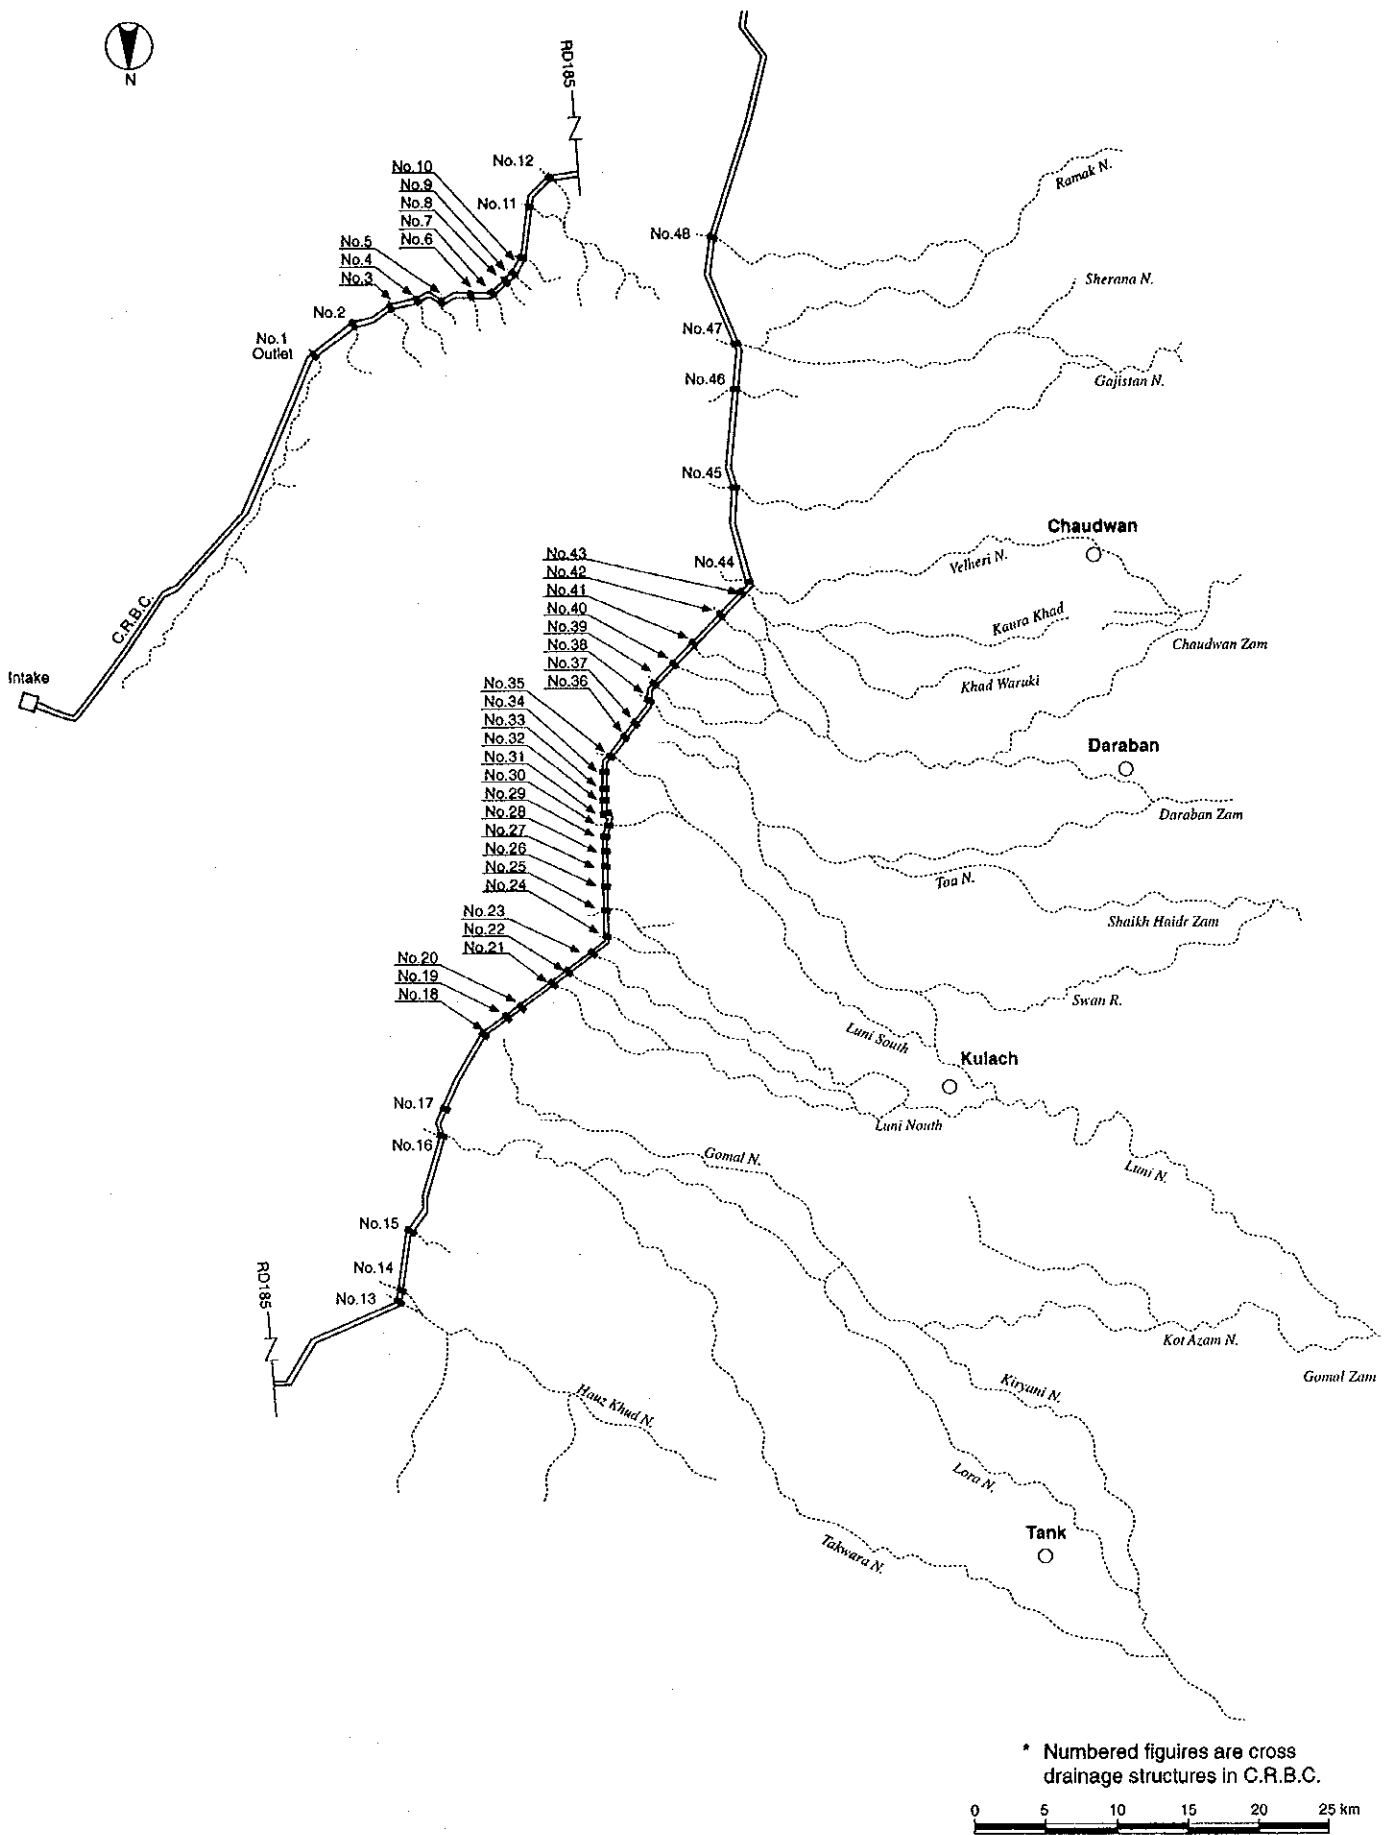 N
RD185
No.12
No.10
No.9
No.8
No.11
No.7
No.6
No.5
No.4
No.3
No.2
No.1
Outlet
C.R.B.C.
Intake
Ramak N.
No.48
Sherana N.
No.47
No.46
Gajistan N.
No.45
Chaudwan
No.44
Velheri N.
No.43
No.42
No.41
No.40
No.39
No.38
No.37
No.36
Kaura Khad
Chaudwan Zam
Khad Waruki
No.35
No.34
No.33
No.32
No.31
No.30
No.29
No.28
No.27
No.26
No.25
No.24
Daraban
Daraban Zam
Toa N.
Shaikh Haidr Zam
No.23
No.22
No.21
No.20
No.19
No.18
Swan R.
Luni South
Kulach
No.17
No.16
Luni Nouth
Gomal N.
Luni N.
No.15
No.14
No.13
RD185
Kot Azam N.
Gomal Zam
Kiryani N.
Hauz Khud N.
Lora N.
Tank
Takwara N.
* Numbered figuires are cross
drainage structures in C.R.B.C.
0 5 10 15 20 25 km